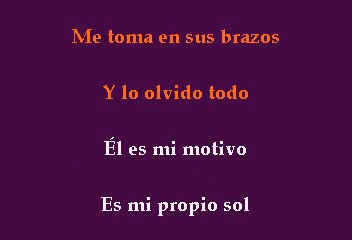 Me toma en sus brazos
Y lo olvido todo
Él es mi motivo
Es mi propio sol